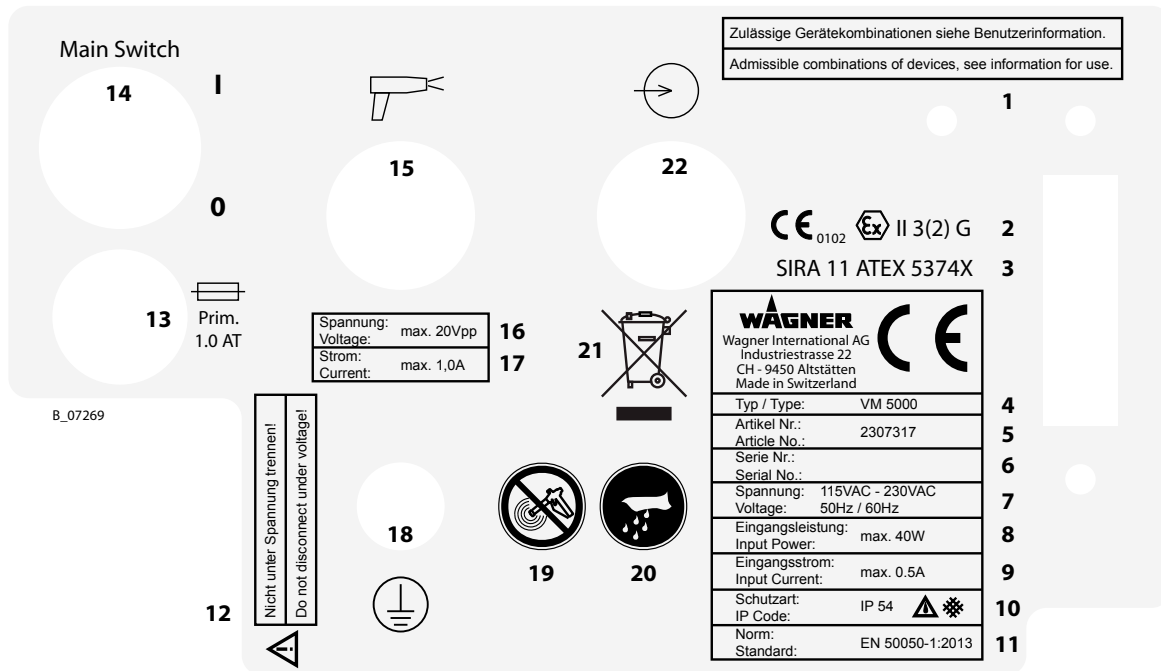 Zulässige Gerätekombinationen siehe Benutzerinformation.
Admissible combinations of devices, see information for use.
Main Switch
14
I
1
15
22
0
CE 0102 Ex II 3(2) G
2
SIRA 11 ATEX 5374X
3
13
Prim.
1.0 AT
Spannung:
Voltage:
max. 20Vpp
16
Strom:
Current:
max. 1,0A
17
21
WAGNER
Wagner International AG
Industriestrasse 22
CH - 9450 Altstätten
Made in Switzerland
CE
Typ / Type: VM 5000
4
Artikel Nr.:
Article No.:
2307317
5
Serie Nr.:
Serial No.:
6
Spannung: 115VAC - 230VAC
Voltage: 50Hz / 60Hz
7
Eingangsleistung:
Input Power:
max. 40W
8
Eingangsstrom:
Input Current:
max. 0.5A
9
Schutzart:
IP Code:
IP 54
10
Norm:
Standard:
EN 50050-1:2013
11
B_07269
Nicht unter Spannung trennen!
Do not disconnect under voltage!
12
18
19
20